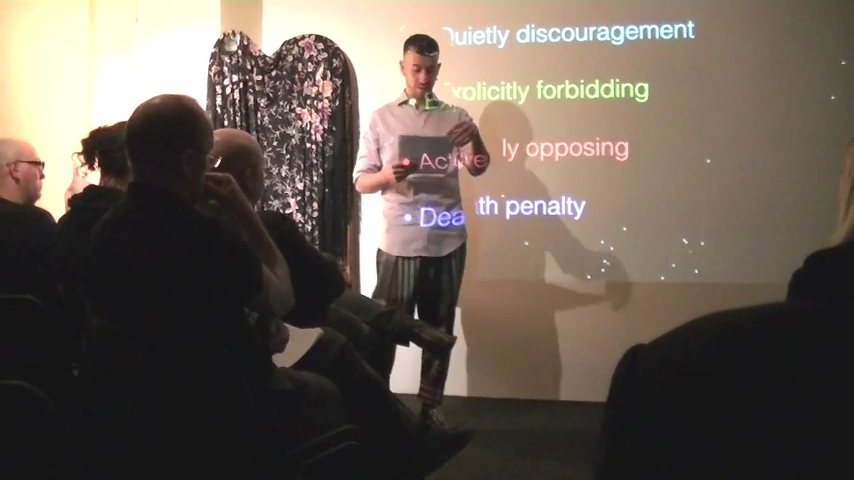 Quietly discouragement
• Explicitly forbidding
• Actively opposing
• Death penalty